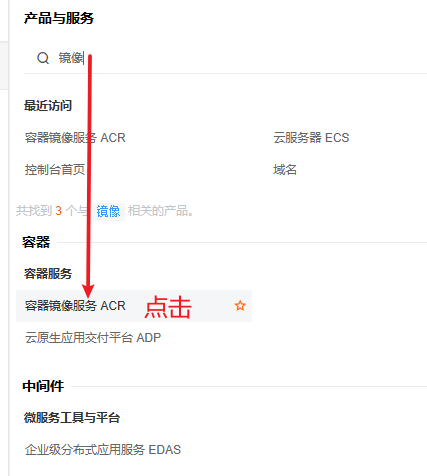 产品与服务
镜像
最近访问
容器镜像服务 ACR 云服务器 ECS
控制台首页 域名
共找到 3 个与 镜像 相关的产品。
容器
容器服务
容器镜像服务 ACR 点击
云原生应用交付平台 ADP
中间件
微服务工具与平台
企业级分布式应用服务 EDAS